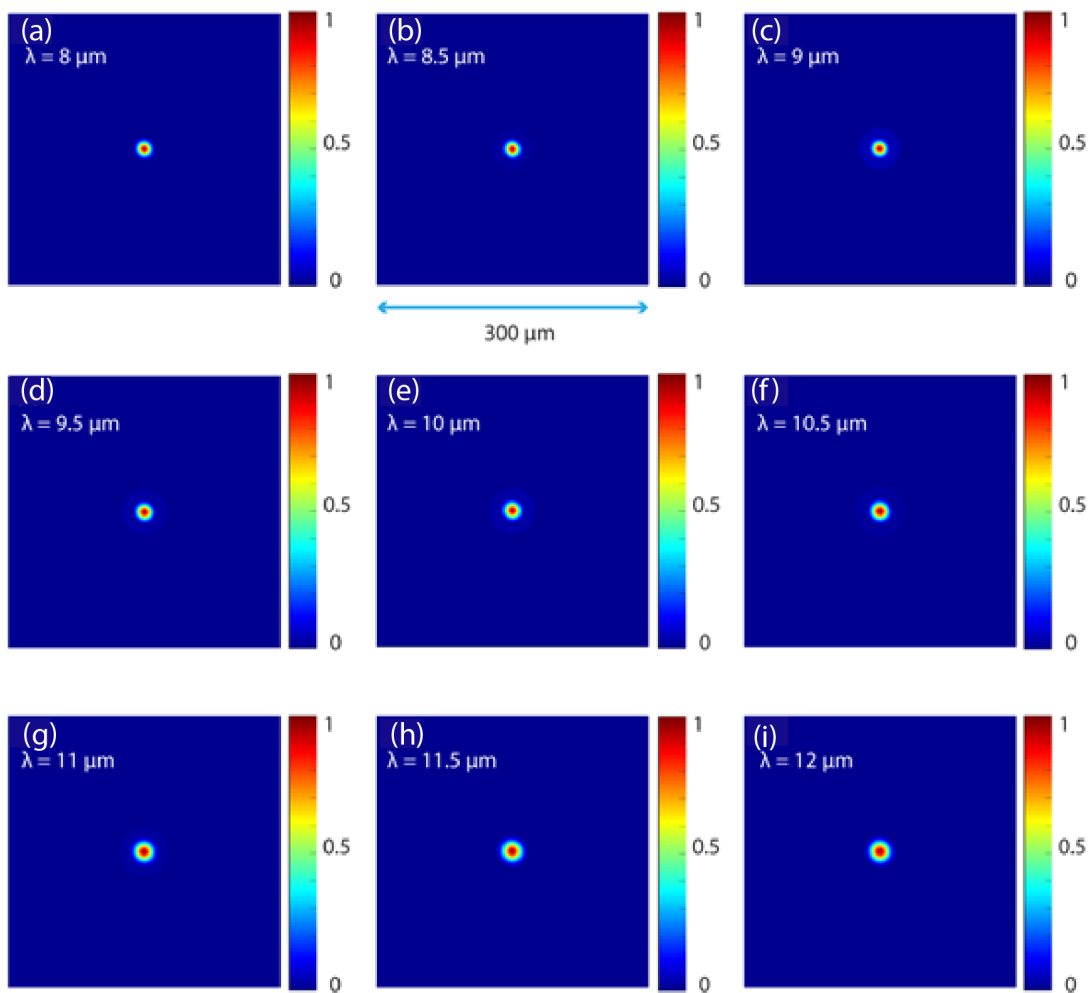 (a)
λ = 8 μm
1
0.5
0
(b)
λ = 8.5 μm
1
0.5
0
(c)
λ = 9 μm
1
0.5
0
300 μm
(d)
λ = 9.5 μm
1
0.5
0
(e)
λ = 10 μm
1
0.5
0
(f)
λ = 10.5 μm
1
0.5
0
(g)
λ = 11 μm
1
0.5
0
(h)
λ = 11.5 μm
1
0.5
0
(i)
λ = 12 μm
1
0.5
0